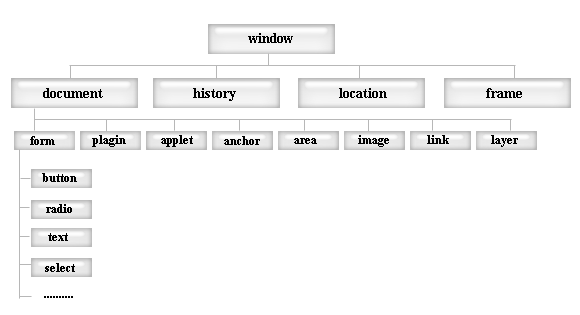 window
document history location frame
form plagin applet anchor area image link layer
button
radio
text
select
..........